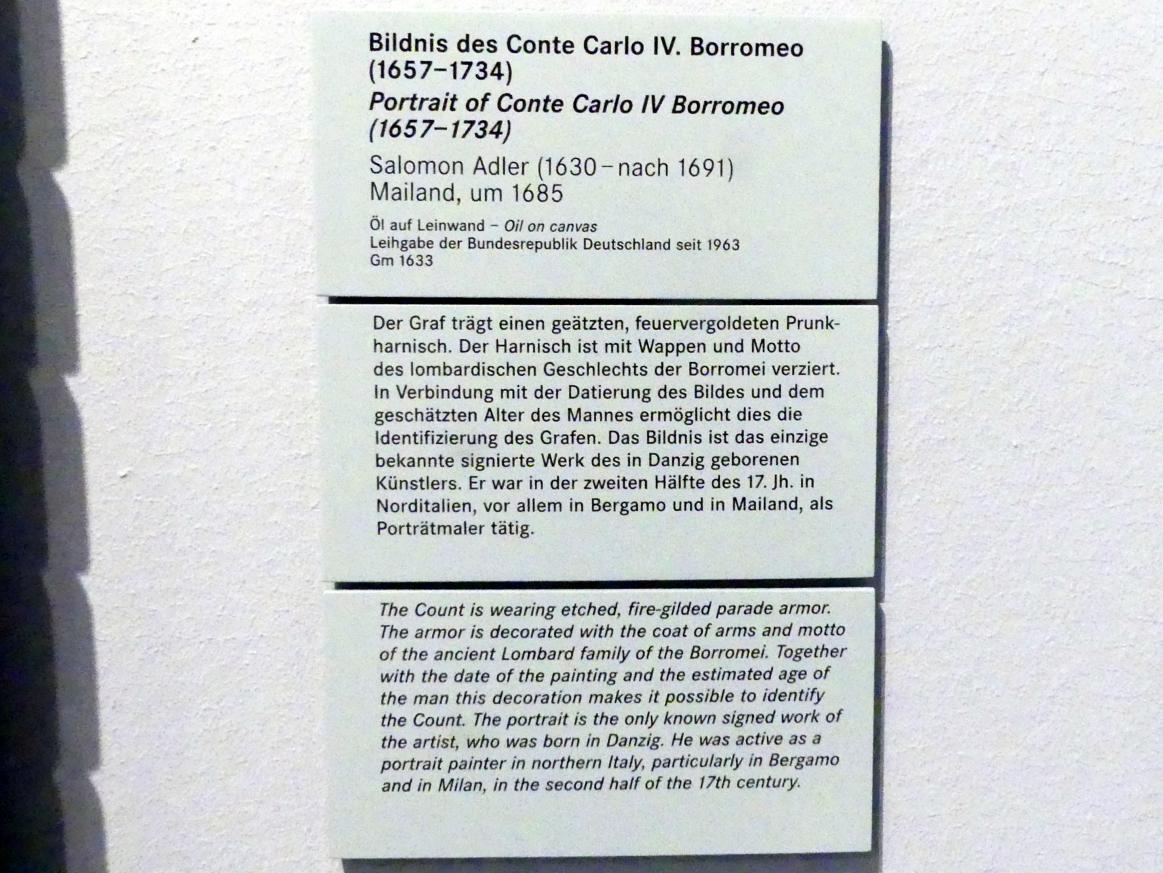 Bildnis des Conte Carlo IV. Borromeo
(1657–1734)
Portrait of Conte Carlo IV Borromeo
(1657–1734)
Salomon Adler (1630 – nach 1691)
Mailand, um 1685
Öl auf Leinwand – Oil on canvas
Leihgabe der Bundesrepublik Deutschland seit 1963
Gm 1633
Der Graf trägt einen geätzten, feuervergoldeten Prunk-
harnisch. Der Harnisch ist mit Wappen und Motto
des lombardischen Geschlechts der Borromei verziert.
In Verbindung mit der Datierung des Bildes und dem
geschätzten Alter des Mannes ermöglicht dies die
Identifizierung des Grafen. Das Bildnis ist das einzige
bekannte signierte Werk des in Danzig geborenen
Künstlers. Er war in der zweiten Hälfte des 17. Jh. in
Norditalien, vor allem in Bergamo und in Mailand, als
Porträtmaler tätig.
The Count is wearing etched, fire-gilded parade armor.
The armor is decorated with the coat of arms and motto
of the ancient Lombard family of the Borromei. Together
with the date of the painting and the estimated age of
the man this decoration makes it possible to identify
the Count. The portrait is the only known signed work of
the artist, who was born in Danzig. He was active as a
portrait painter in northern Italy, particularly in Bergamo
and in Milan, in the second half of the 17th century.